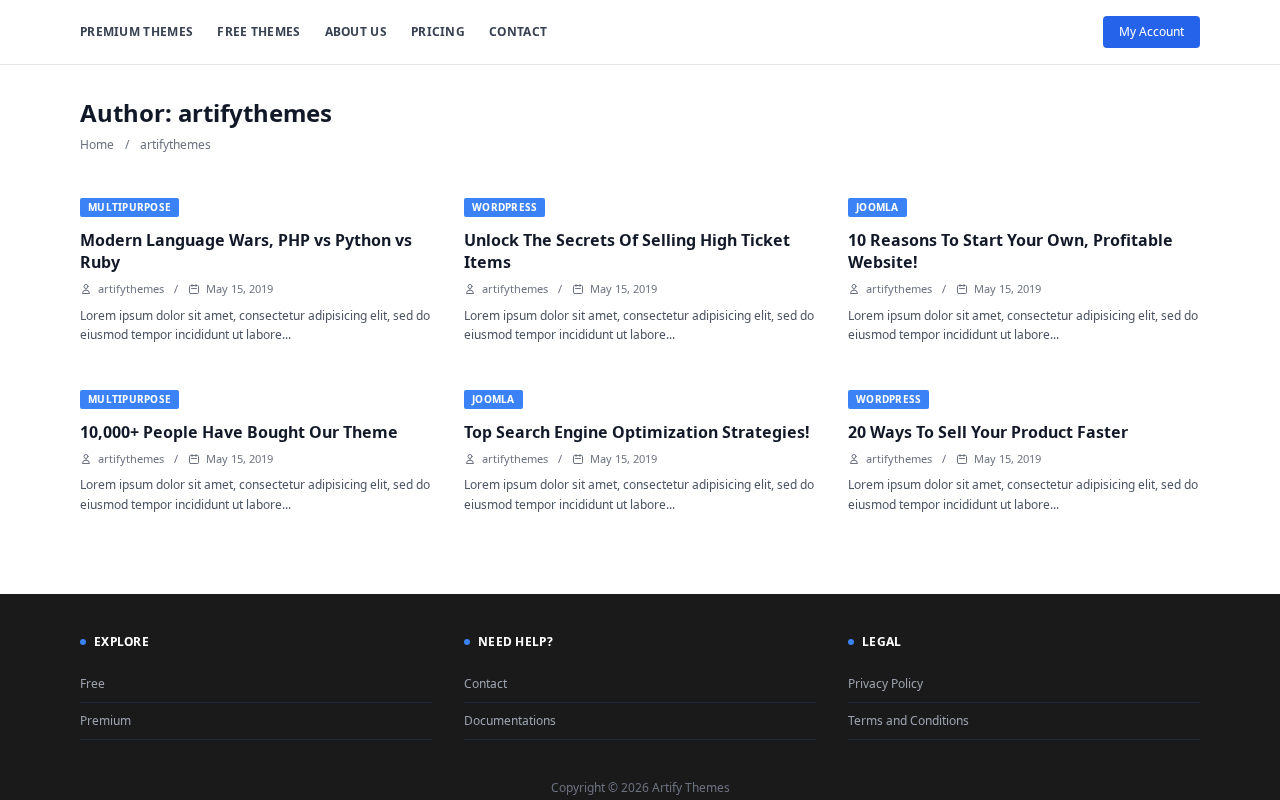 PREMIUM THEMES FREE THEMES ABOUT US PRICING CONTACT My Account
Author: artifythemes
Home / artifythemes
MULTIPURPOSE
Modern Language Wars, PHP vs Python vs
Ruby
artifythemes / May 15, 2019
Lorem ipsum dolor sit amet, consectetur adipisicing elit, sed do
eiusmod tempor incididunt ut labore...
WORDPRESS
Unlock The Secrets Of Selling High Ticket
Items
artifythemes / May 15, 2019
Lorem ipsum dolor sit amet, consectetur adipisicing elit, sed do
eiusmod tempor incididunt ut labore...
JOOMLA
10 Reasons To Start Your Own, Profitable
Website!
artifythemes / May 15, 2019
Lorem ipsum dolor sit amet, consectetur adipisicing elit, sed do
eiusmod tempor incididunt ut labore...
MULTIPURPOSE
10,000+ People Have Bought Our Theme
artifythemes / May 15, 2019
Lorem ipsum dolor sit amet, consectetur adipisicing elit, sed do
eiusmod tempor incididunt ut labore...
JOOMLA
Top Search Engine Optimization Strategies!
artifythemes / May 15, 2019
Lorem ipsum dolor sit amet, consectetur adipisicing elit, sed do
eiusmod tempor incididunt ut labore...
WORDPRESS
20 Ways To Sell Your Product Faster
artifythemes / May 15, 2019
Lorem ipsum dolor sit amet, consectetur adipisicing elit, sed do
eiusmod tempor incididunt ut labore...
EXPLORE
Free
Premium
NEED HELP?
Contact
Documentations
LEGAL
Privacy Policy
Terms and Conditions
Copyright © 2026 Artify Themes